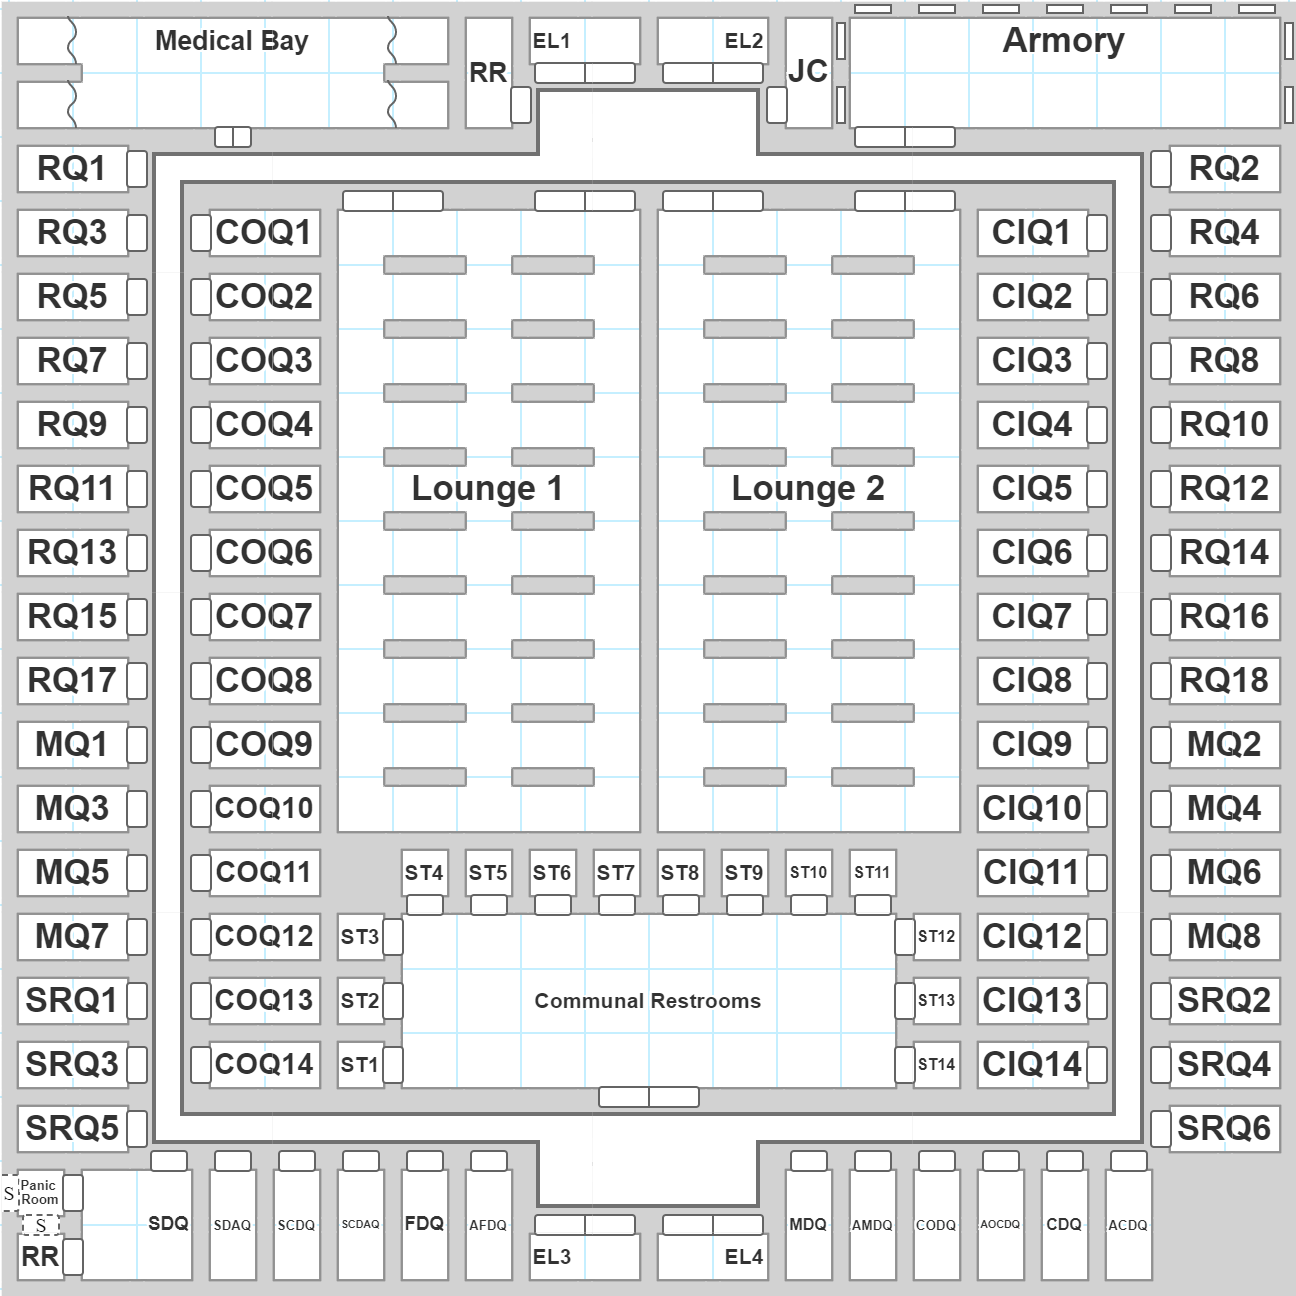 Medical Bay
RR
EL1
EL2
JC
Armory
RQ1
RQ2
RQ3
COQ1
CIQ1
RQ4
RQ5
COQ2
CIQ2
RQ6
RQ7
COQ3
CIQ3
RQ8
RQ9
COQ4
CIQ4
RQ10
RQ11
COQ5
Lounge 1
Lounge 2
CIQ5
RQ12
RQ13
COQ6
CIQ6
RQ14
RQ15
COQ7
CIQ7
RQ16
RQ17
COQ8
CIQ8
RQ18
MQ1
COQ9
CIQ9
MQ2
MQ3
COQ10
CIQ10
MQ4
MQ5
COQ11
ST4
ST5
ST6
ST7
ST8
ST9
ST10
ST11
CIQ11
MQ6
MQ7
COQ12
ST3
ST12
CIQ12
MQ8
SRQ1
COQ13
ST2
Communal Restrooms
ST13
CIQ13
SRQ2
SRQ3
COQ14
ST1
ST14
CIQ14
SRQ4
SRQ5
SRQ6
S
Panic
Room
S
RR
SDQ
SDAQ
SCDQ
SCDAQ
FDQ
AFDQ
EL3
EL4
MDQ
AMDQ
CODQ
AOCDQ
CDQ
ACDQ